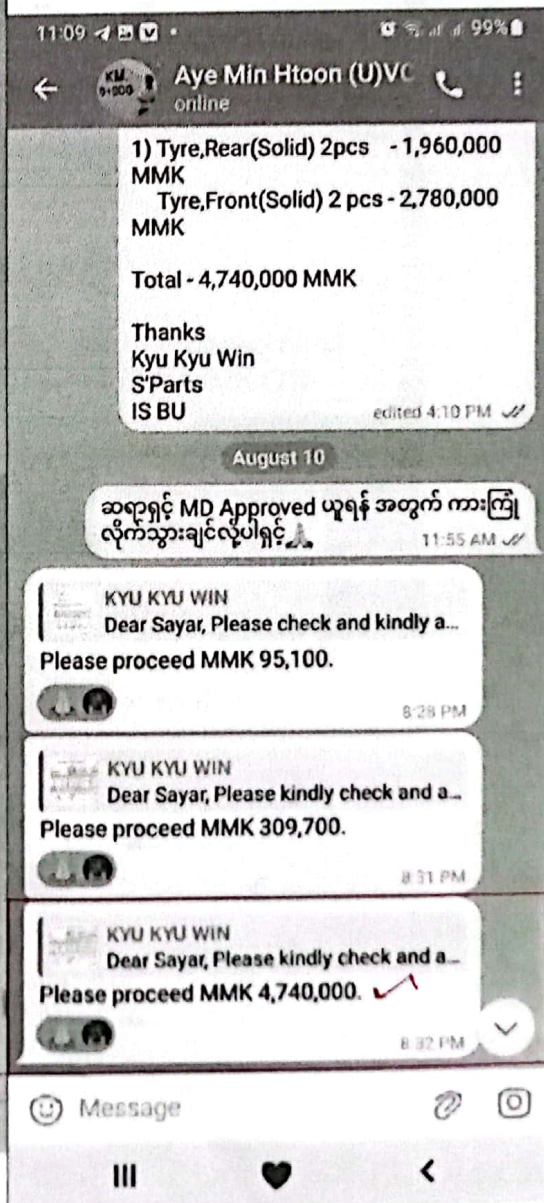 11:09
99%
KM.
0+000
Aye Min Htoon (U)VC
online
1) Tyre,Rear(Solid) 2pcs - 1,960,000
MMK
Tyre,Front(Solid) 2 pcs - 2,780,000
MMK
Total - 4,740,000 MMK
Thanks
Kyu Kyu Win
S'Parts
IS BU
edited 4:10 PM
August 10
ဆရာရှင့် MD Approved ယူရန် အတွက် ကားကြုံ
လိုက်သွားချင်လို့ပါရှင့်🙏
11:55 AM
KYU KYU WIN
Dear Sayar, Please check and kindly a...
Please proceed MMK 95,100.
8:28 PM
KYU KYU WIN
Dear Sayar, Please kindly check and a...
Please proceed MMK 309,700.
8:31 PM
KYU KYU WIN
Dear Sayar, Please kindly check and a...
Please proceed MMK 4,740,000.
8:32 PM
Message